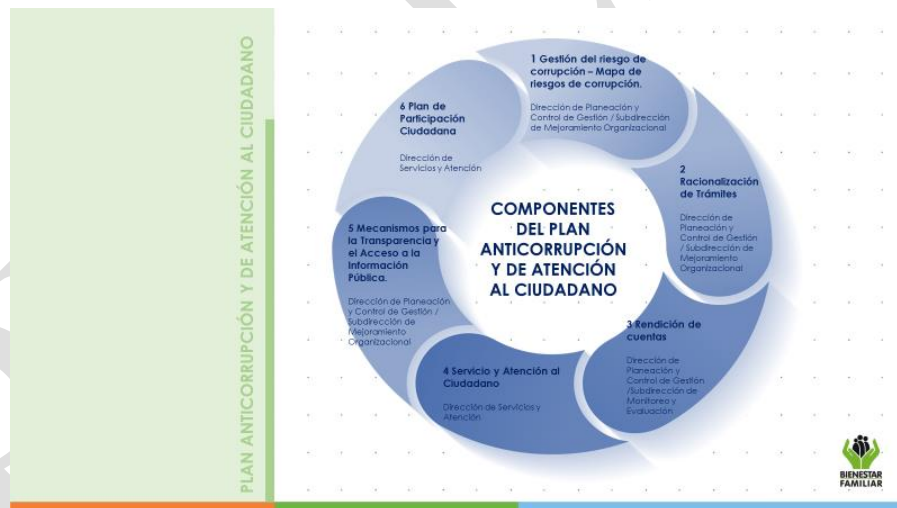 PLAN ANTICORRUPCIÓN Y DE ATENCIÓN AL CIUDADANO
COMPONENTES
DEL PLAN
ANTICORRUPCIÓN
Y DE ATENCIÓN
AL CIUDADANO
1 Gestión del riesgo de
corrupción – Mapa de
riesgos de corrupción.
Dirección de Planeación y
Control de Gestión / Subdirección
de Mejoramiento Organizacional
2
Racionalización
de Trámites
Dirección de
Planeación y
Control de Gestión
/ Subdirección de
Mejoramiento
Organizacional
3 Rendición de
cuentas
Dirección de
Planeación y
Control de Gestión
/Subdirección de
Monitoreo y
Evaluación
4 Servicio y Atención al
Ciudadano
Dirección de Servicios y
Atención
5 Mecanismos para
la Transparencia y
el Acceso a la
Información
Pública.
Dirección de Planeación
y Control de Gestión /
Subdirección de
Mejoramiento
Organizacional
6 Plan de
Participación
Ciudadana
Dirección de
Servicios y Atención
BIENESTAR
FAMILIAR